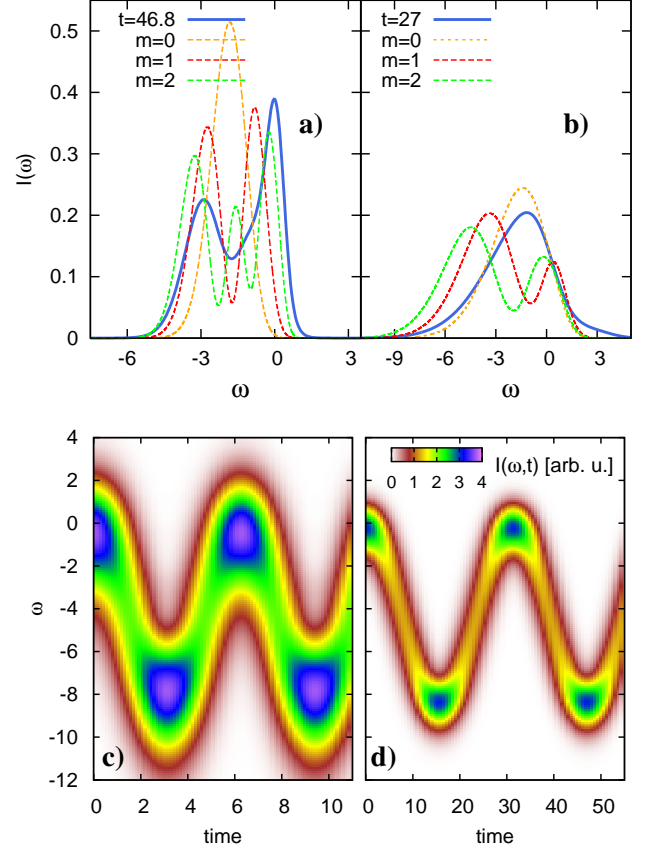 t=46.8
m=0
m=1
m=2
a)
t=27
m=0
m=1
m=2
b)
0.5
0.4
0.3
0.2
0.1
0
I(ω)
-6 -3 0 3
-9 -6 -3 0 3
ω
ω
4
2
0
-2
-4
-6
-8
-10
-12
ω
I(ω,t) [arb. u.]
0 1 2 3 4
c)
d)
0 2 4 6 8 10
0 10 20 30 40 50
time
time